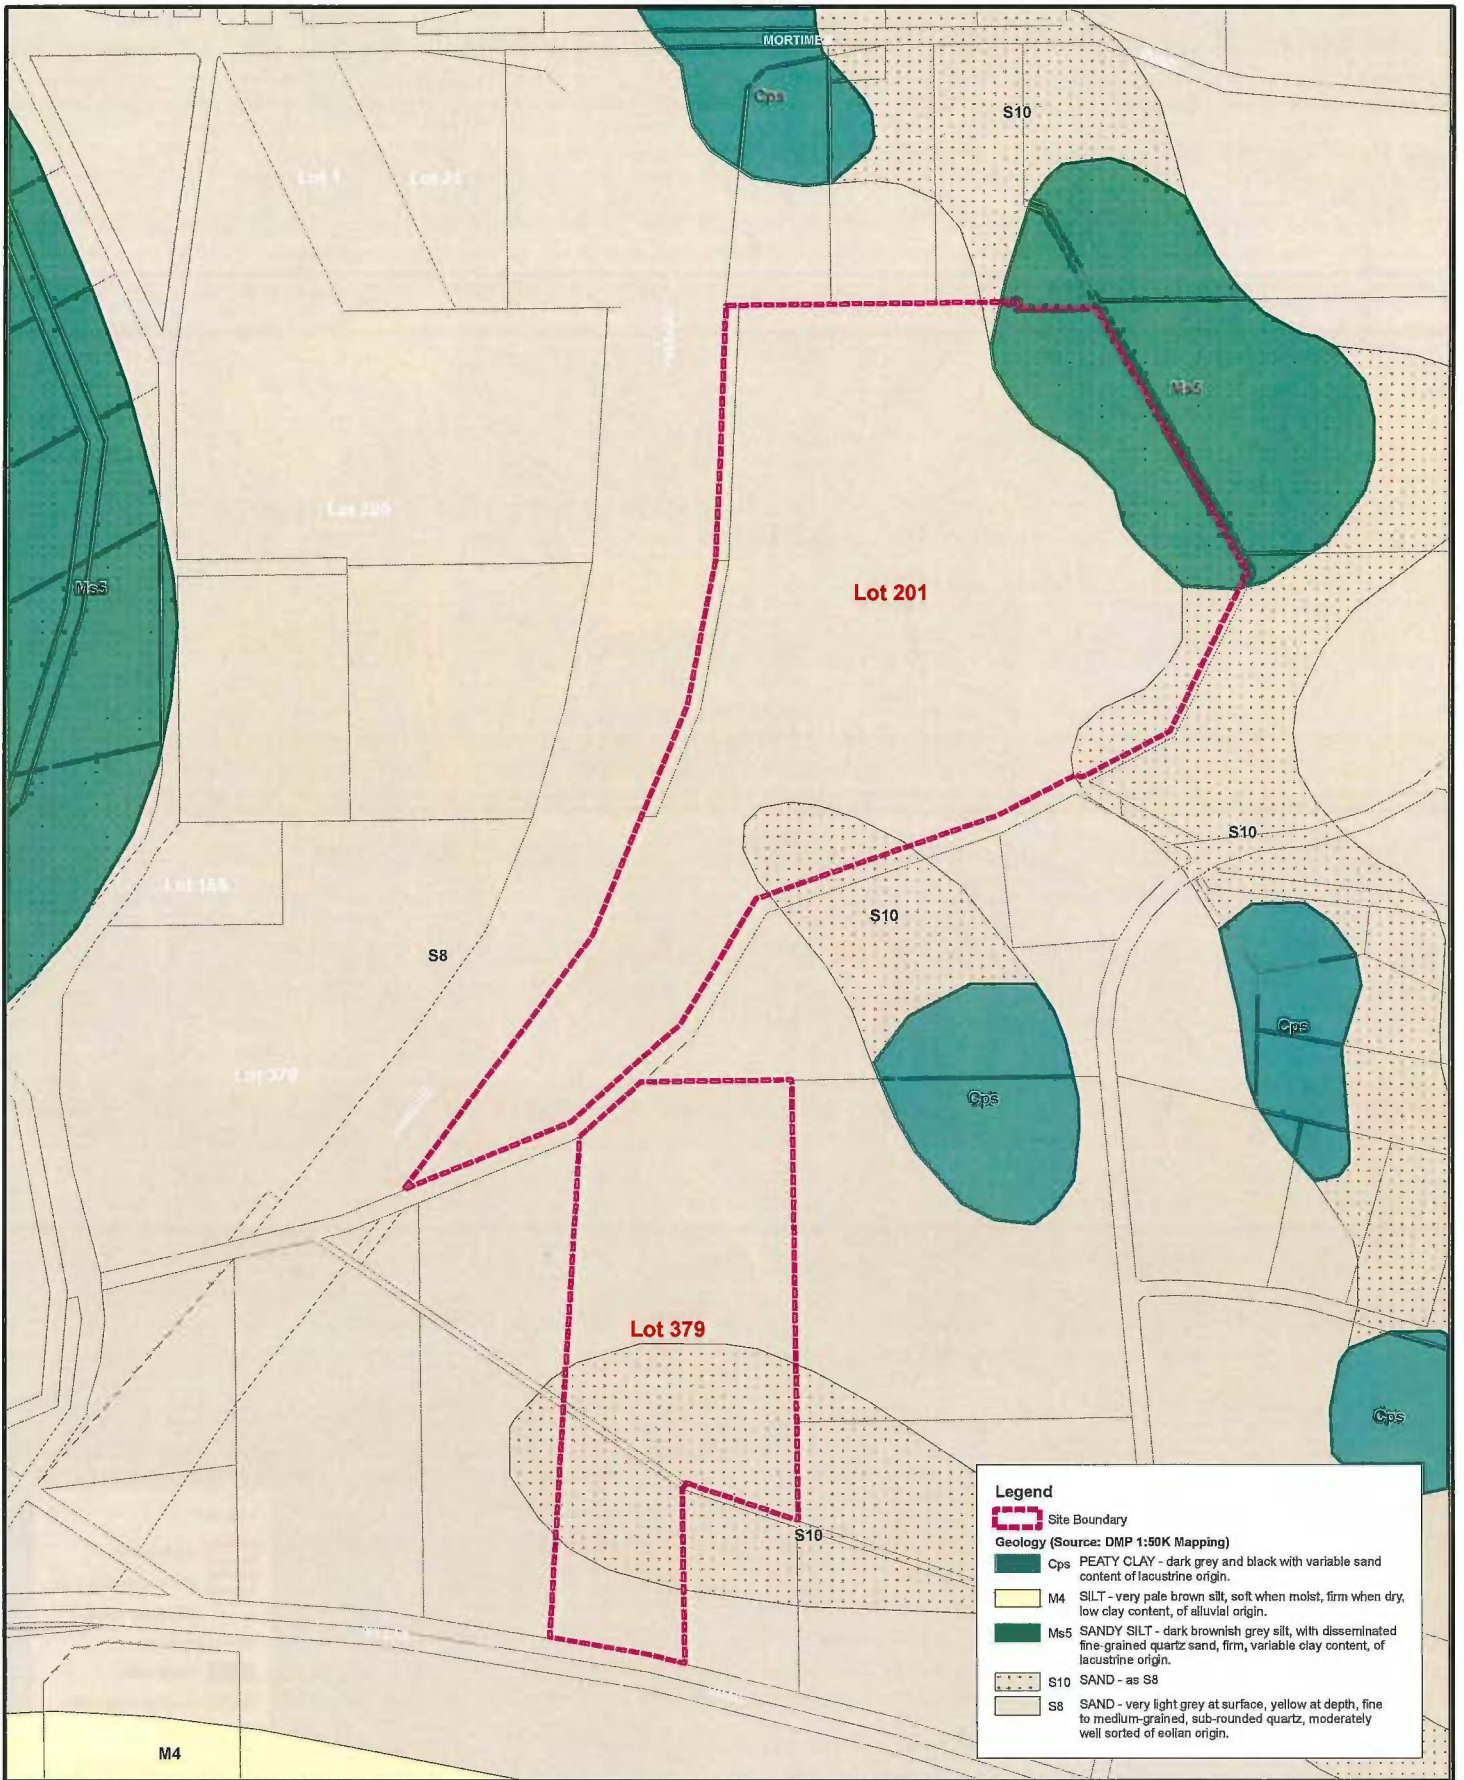 MORTIMER
Cps
S10
Lot 1
Lot 21
Ms5
Ms5
Lot 201
S10
S10
S8
Cps
Lot 370
Cps
Lot 379
Cps
S10
M4
Legend
Site Boundary
Geology (Source: DMP 1:50K Mapping)
Cps PEATY CLAY - dark grey and black with variable sand
content of lacustrine origin.
M4 SILT - very pale brown silt, soft when moist, firm when dry,
low clay content, of alluvial origin.
Ms5 SANDY SILT - dark brownish grey silt, with disseminated
fine-grained quartz sand, firm, variable clay content, of
lacustrine origin.
S10 SAND - as S8
S8 SAND - very light grey at surface, yellow at depth, fine
to medium-grained, sub-rounded quartz, moderately
well sorted of eolian origin.